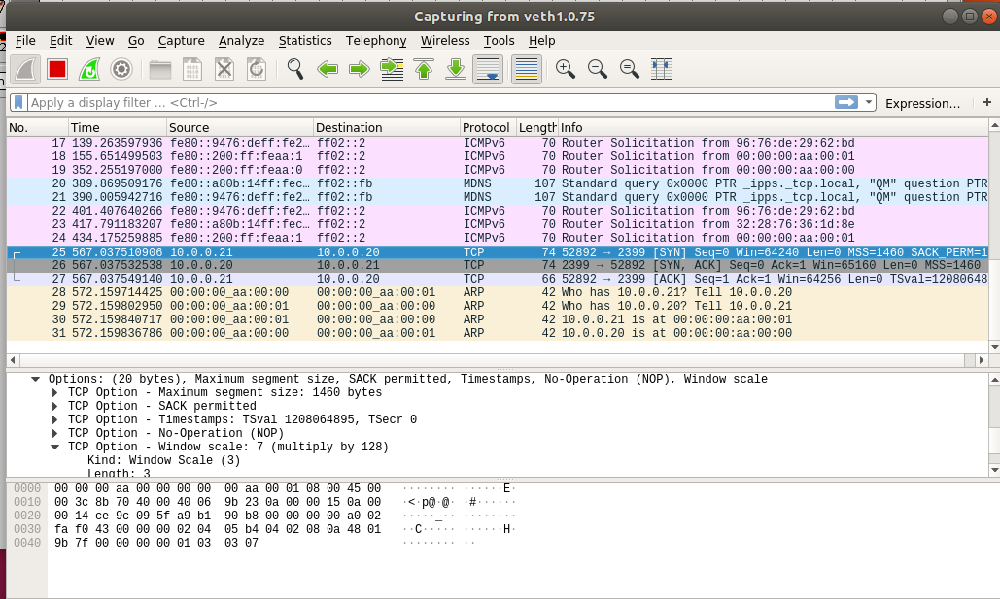 Capturing from veth1.0.75
File Edit View Go Capture Analyze Statistics Telephony Wireless Tools Help
Apply a display filter ... <Ctrl-/> Expression... +
No. Time Source Destination Protocol Length Info
17 139.263597936 fe80::9476:deff:fe2... ff02::2 ICMPv6 70 Router Solicitation from 96:76:de:29:62:bd
18 155.651499503 fe80::200:ff:feaa:1 ff02::2 ICMPv6 70 Router Solicitation from 00:00:00:aa:00:01
19 352.255197000 fe80::200:ff:feaa:0 ff02::2 ICMPv6 70 Router Solicitation from 00:00:00:aa:00:00
20 389.869509176 fe80::a80b:14ff:fec... ff02::fb MDNS 107 Standard query 0x0000 PTR _ipps._tcp.local, "QM" question PTR
21 390.005942716 fe80::a80b:14ff:fec... ff02::fb MDNS 107 Standard query 0x0000 PTR _ipps._tcp.local, "QM" question PTR
22 401.407640266 fe80::9476:deff:fe2... ff02::2 ICMPv6 70 Router Solicitation from 96:76:de:29:62:bd
23 417.791183207 fe80::a80b:14ff:fec... ff02::2 ICMPv6 70 Router Solicitation from 32:28:76:36:1d:8e
24 434.175259885 fe80::200:ff:feaa:1 ff02::2 ICMPv6 70 Router Solicitation from 00:00:00:aa:00:01
25 567.037510906 10.0.0.21 10.0.0.20 TCP 74 52892 → 2399 [SYN] Seq=0 Win=64240 Len=0 MSS=1460 SACK_PERM=1
26 567.037532538 10.0.0.20 10.0.0.21 TCP 74 2399 → 52892 [SYN, ACK] Seq=0 Ack=1 Win=65160 Len=0 MSS=1460
27 567.037549140 10.0.0.21 10.0.0.20 TCP 66 52892 → 2399 [ACK] Seq=1 Ack=1 Win=64256 Len=0 TSval=12080648
28 572.159714425 00:00:00_aa:00:00 00:00:00_aa:00:01 ARP 42 Who has 10.0.0.21? Tell 10.0.0.20
29 572.159802950 00:00:00_aa:00:01 00:00:00_aa:00:00 ARP 42 Who has 10.0.0.20? Tell 10.0.0.21
30 572.159840717 00:00:00_aa:00:01 00:00:00_aa:00:00 ARP 42 10.0.0.21 is at 00:00:00:aa:00:01
31 572.159836786 00:00:00_aa:00:00 00:00:00_aa:00:01 ARP 42 10.0.0.20 is at 00:00:00:aa:00:00
Options: (20 bytes), Maximum segment size, SACK permitted, Timestamps, No-Operation (NOP), Window scale
TCP Option - Maximum segment size: 1460 bytes
TCP Option - SACK permitted
TCP Option - Timestamps: TSval 1208064895, TSecr 0
TCP Option - No-Operation (NOP)
TCP Option - Window scale: 7 (multiply by 128)
Kind: Window Scale (3)
Length: 3
0000 00 00 00 aa 00 00 00 00 00 aa 00 01 08 00 45 00 ········ ······E·
0010 00 3c 8b 70 40 00 40 06 9b 23 0a 00 00 15 0a 00 ·<·p@·@· ·#······
0020 00 14 ce 9c 09 5f a9 b1 90 b8 00 00 00 00 a0 02 ·····_·· ········
0030 fa f0 43 00 00 00 02 04 05 b4 04 02 08 0a 48 01 ··C····· ······H·
0040 9b 7f 00 00 00 00 01 03 03 07 ········ ··